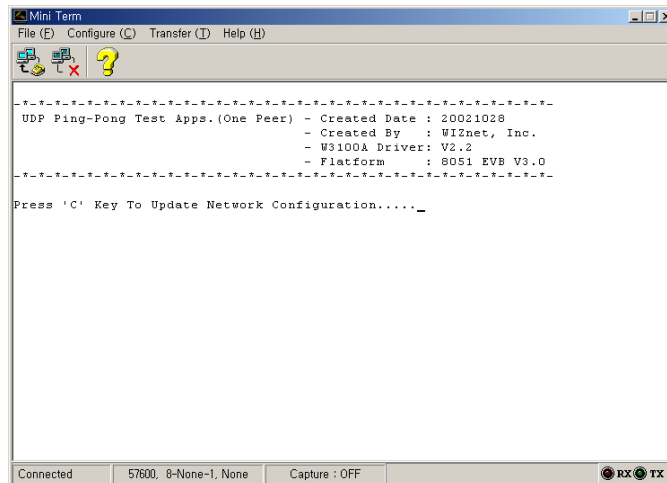 Mini Term
File (F) Configure (C) Transfer (T) Help (H)
-*-*-*-*-*-*-*-*-*-*-*-*-*-*-*-*-*-*-*-*-*-*-*-*-*-*-*-*-*-*-*-
UDP Ping-Pong Test Apps.(One Peer) - Created Date : 20021028
- Created By : WIZnet, Inc.
- W3100A Driver: V2.2
- Flatform : 8051 EVB V3.0
-*-*-*-*-*-*-*-*-*-*-*-*-*-*-*-*-*-*-*-*-*-*-*-*-*-*-*-*-*-*-*-
Press 'C' Key To Update Network Configuration....._
Connected 57600, 8-None-1, None Capture : OFF RX TX